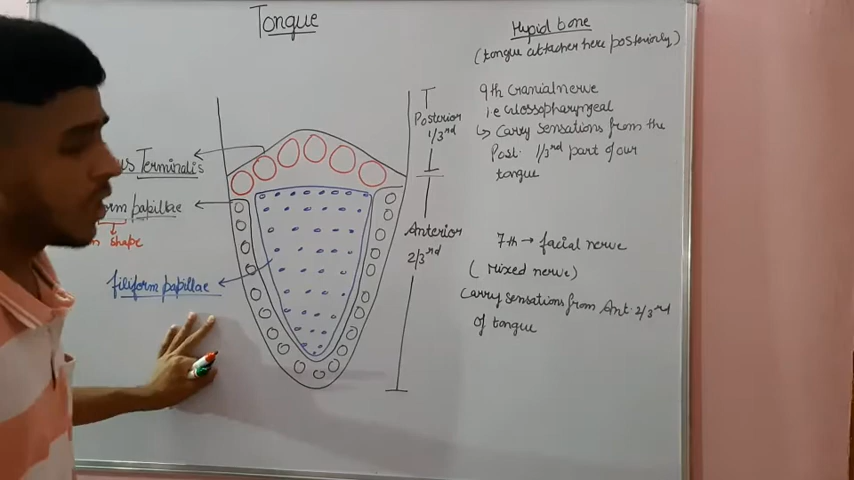 Tongue
Hyoid bone
(tongue attaches here posteriorly)
9th Cranial nerve
i.e Glossopharyngeal
↳ Carry sensations from the
Post. 1/3rd part of our
tongue
7th → facial nerve
(Mixed nerve)
Carry sensations from Ant. 2/3rd
of tongue
Posterior
1/3rd
Anterior
2/3rd
Terminalis
papillae
shape
filiform papillae